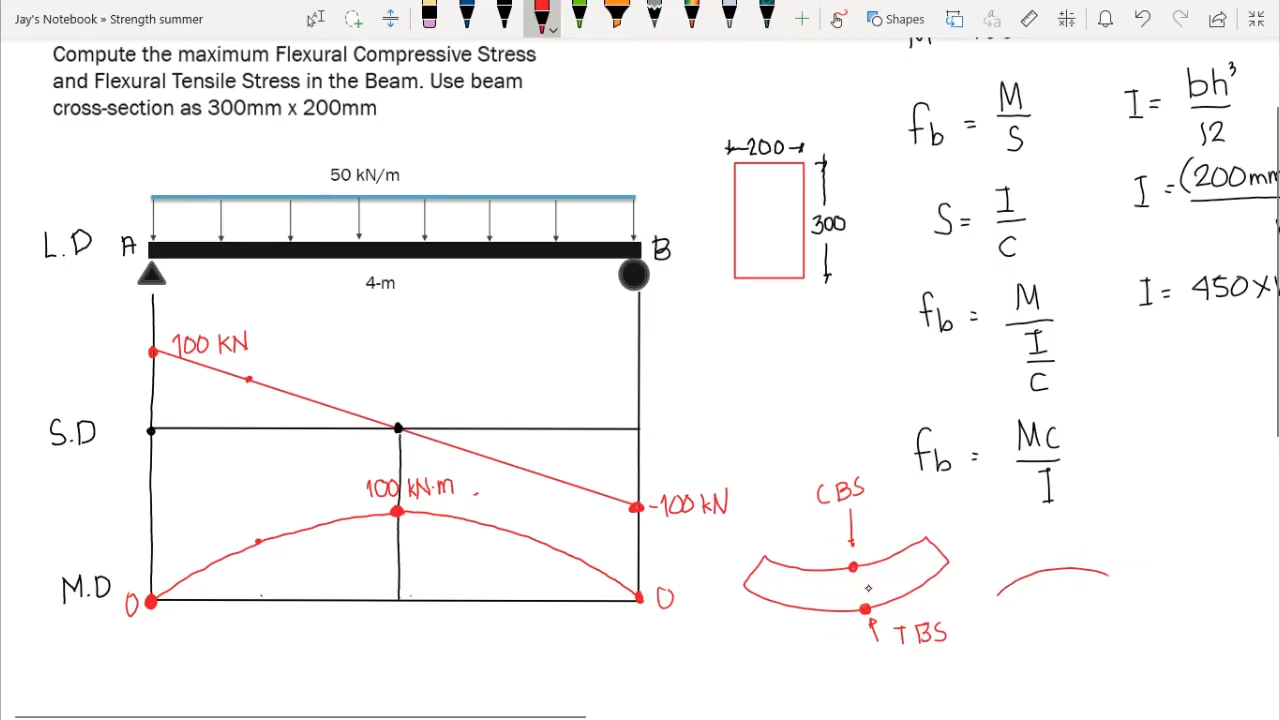 Jay's Notebook » Strength summer
Shapes
Compute the maximum Flexural Compressive Stress
and Flexural Tensile Stress in the Beam. Use beam
cross-section as 300mm x 200mm
50 kN/m
L.D A B
4-m
100 kN
S.D
100 kN·m
-100 kN
M.D 0 0
200
300
fb = M/S
S = I/C
fb = M/I/C
fb = MC/I
I = bh³/12
I = (200mm
I = 450x1
CBS
TBS